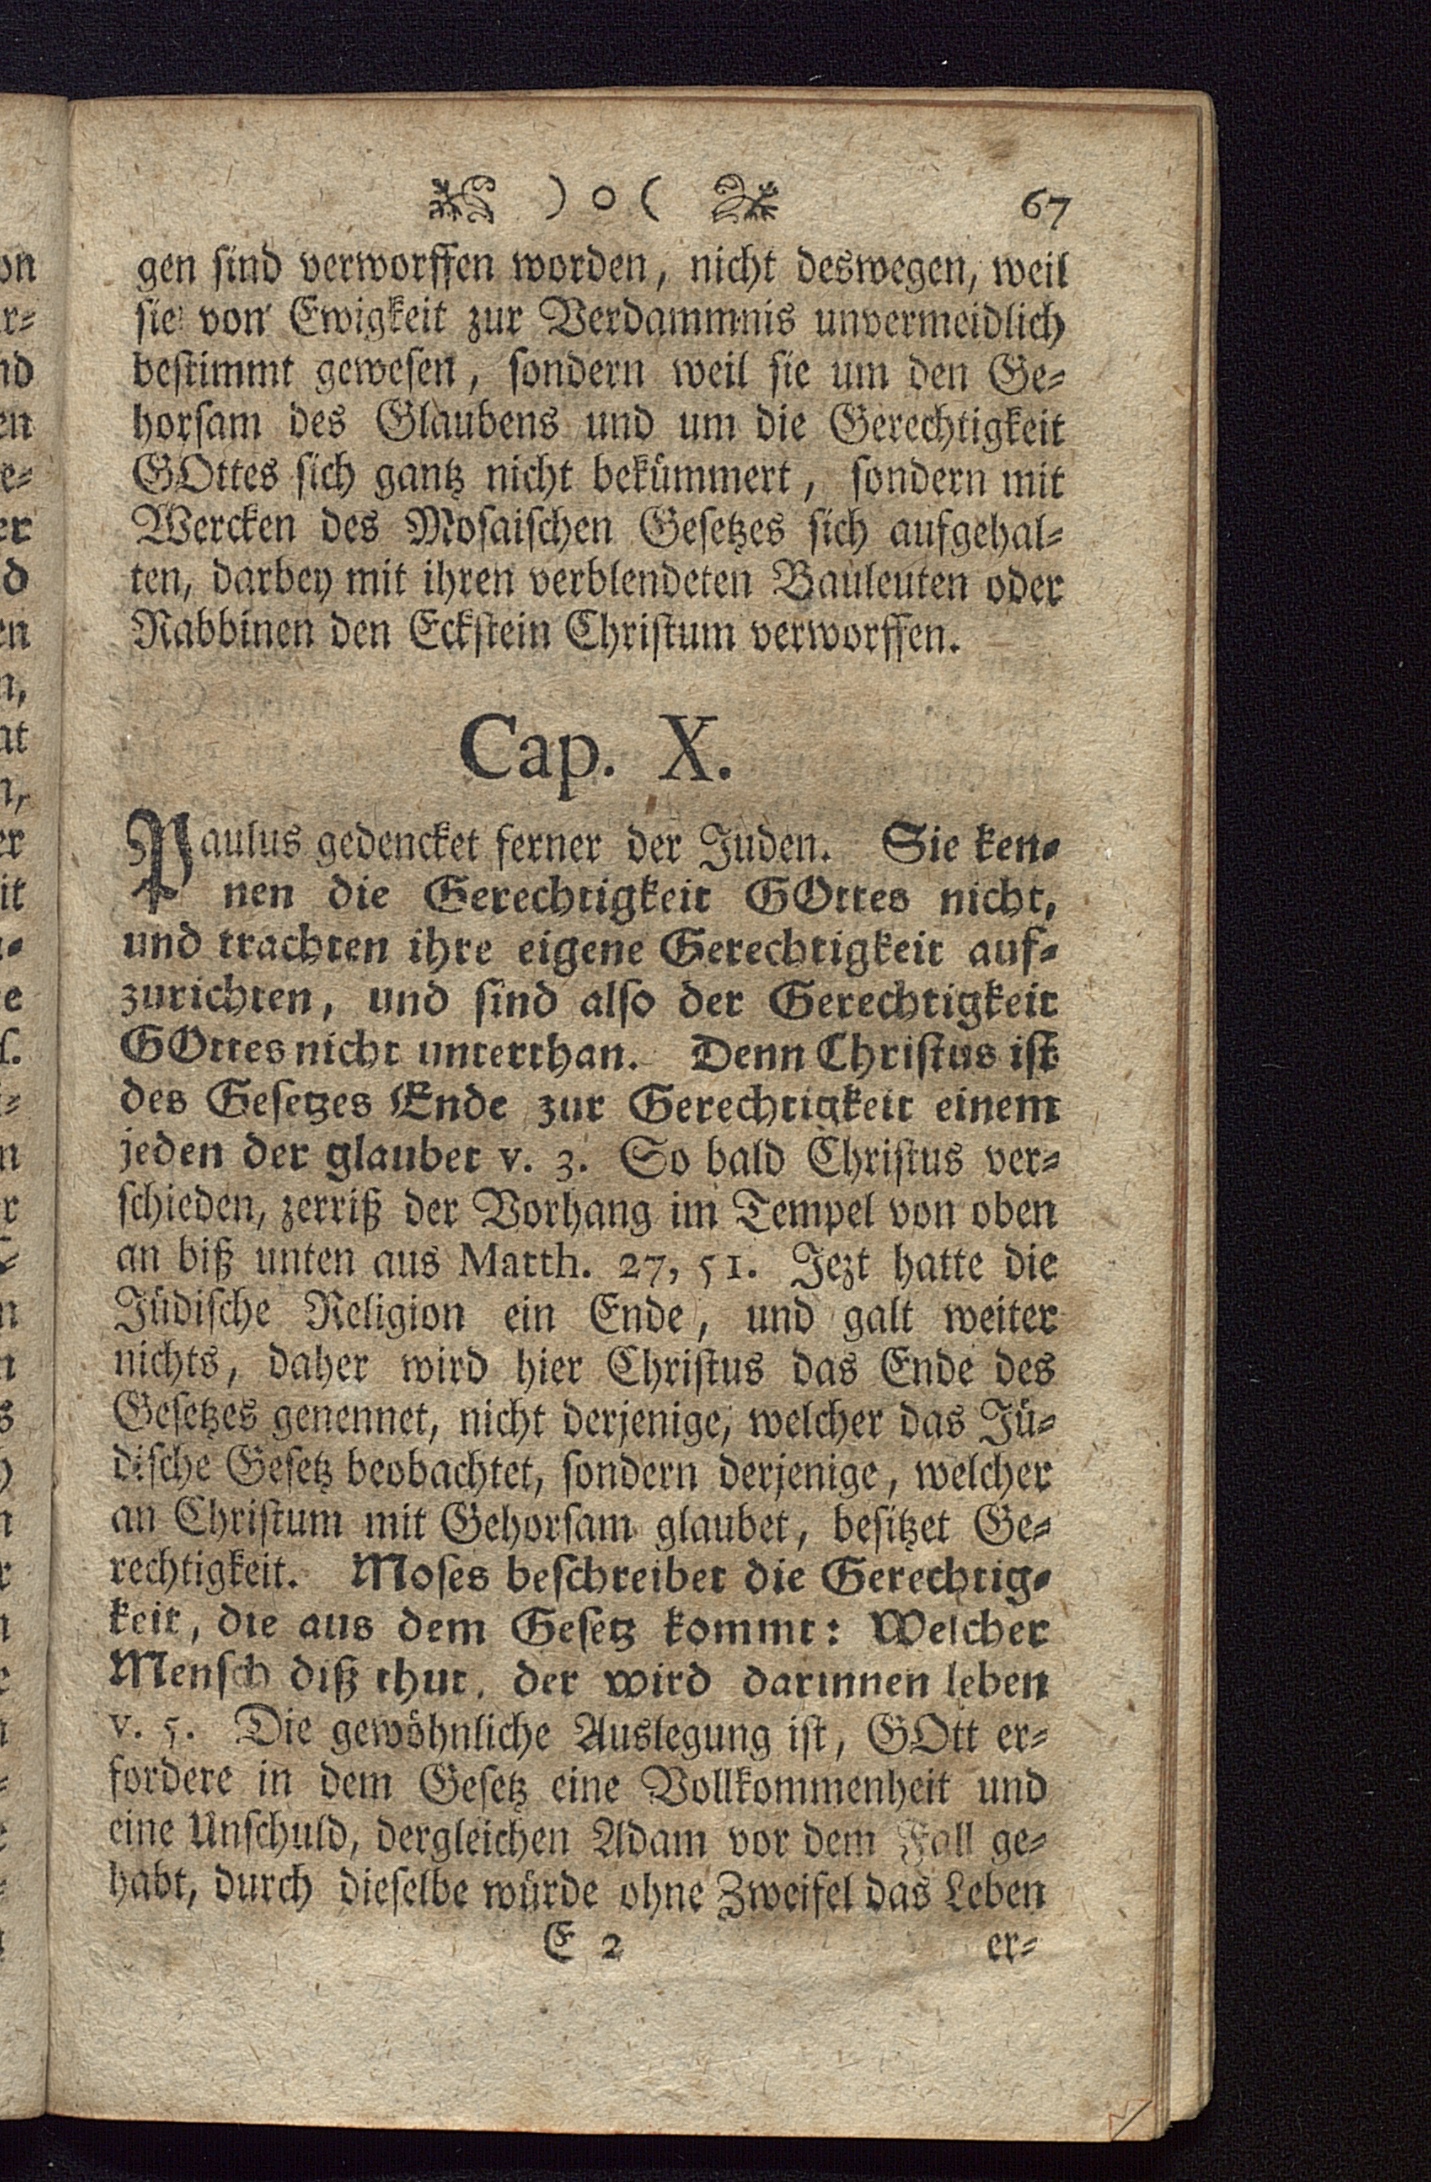 ) o (
67
gen sind verworffen worden, nicht deswegen, weil
sie von Ewigkeit zur Verdammnis unvermeidlich
bestimmt gewesen, sondern weil sie um den Ge-
horsam des Glaubens und um die Gerechtigkeit
GOttes sich gantz nicht bekümmert, sondern mit
Wercken des Mosaischen Gesetzes sich aufgehal-
ten, darbey mit ihren verblendeten Bauleuten oder
Rabbinen den Eckstein Christum verworffen.
Cap. X.
Paulus gedencket ferner der Juden. Sie ken-
nen die Gerechtigkeit GOttes nicht,
und trachten ihre eigene Gerechtigkeit auf-
zurichten, und sind also der Gerechtigkeit
GOttes nicht unterthan. Denn Christus ist
des Gesetzes Ende zur Gerechtigkeit einem
jeden der glaubet v. 3. So bald Christus ver-
schieden, zerriß der Vorhang im Tempel von oben
an biß unten aus Matth. 27, 51. Jezt hatte die
Jüdische Religion ein Ende, und galt weiter
nichts, daher wird hier Christus das Ende des
Gesetzes genennet, nicht derjenige, welcher das Jü-
dische Gesetz beobachtet, sondern derjenige, welcher
an Christum mit Gehorsam glaubet, besitzet Ge-
rechtigkeit. Moses beschreibet die Gerechtig-
keit, die aus dem Gesetz kommt: Welcher
Mensch diß thut, der wird darinnen leben
v. 5. Die gewöhnliche Auslegung ist, GOtt er-
fordere in dem Gesetz eine Vollkommenheit und
eine Unschuld, dergleichen Adam vor dem Fall ge-
habt, durch dieselbe würde ohne Zweifel das Leben
E 2
er-